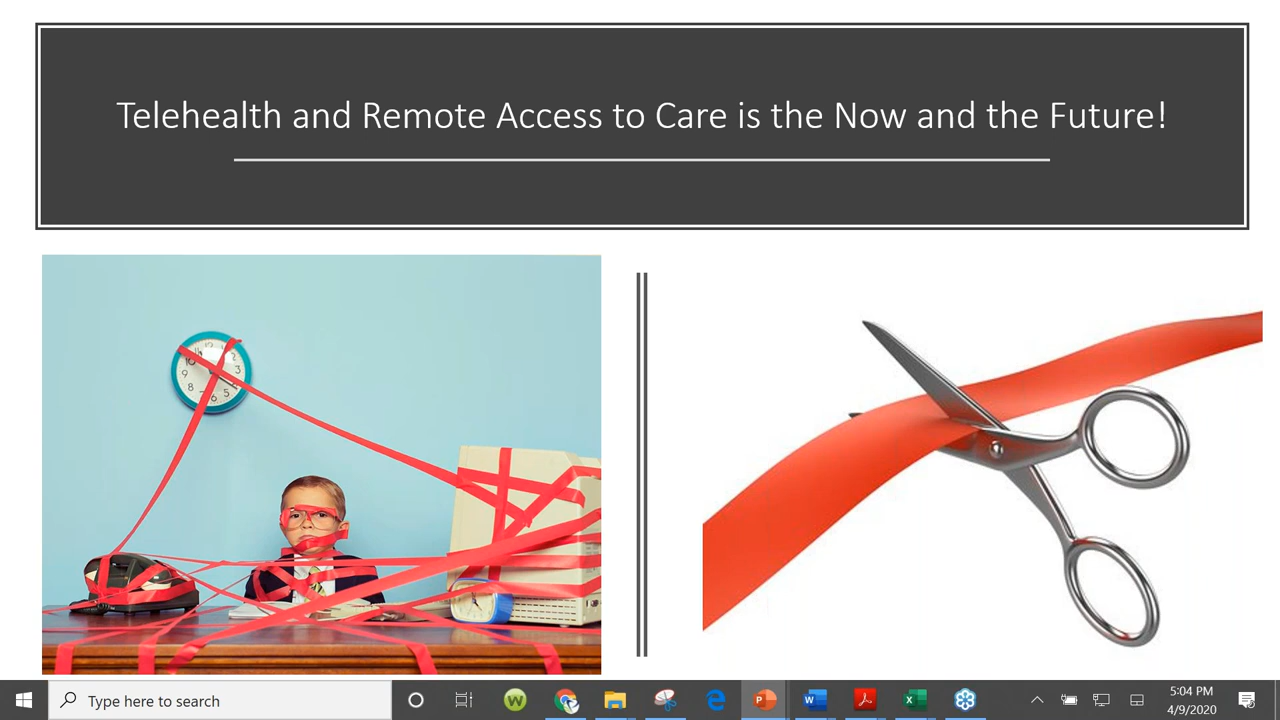 Telehealth and Remote Access to Care is the Now and the Future!
Type here to search
5:04 PM
4/9/2020